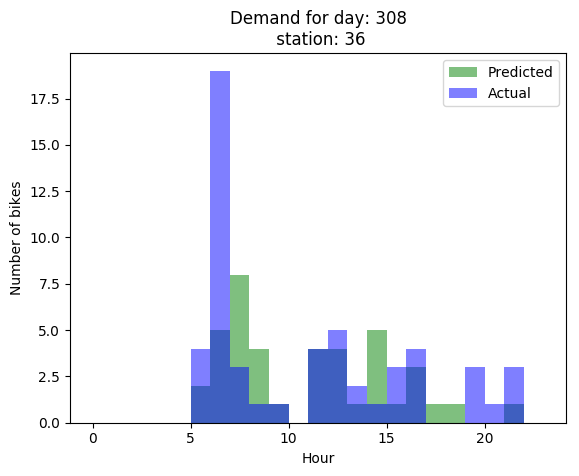 Demand for day: 308
station: 36
Predicted
Actual
Number of bikes
17.5
15.0
12.5
10.0
7.5
5.0
2.5
0.0
0
5
10
15
20
Hour